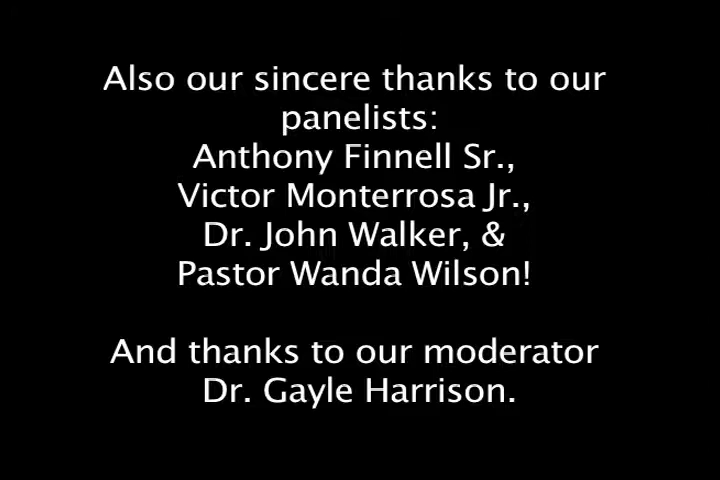 Also our sincere thanks to our
panelists:
Anthony Finnell Sr.,
Victor Monterrosa Jr.,
Dr. John Walker, &
Pastor Wanda Wilson!
And thanks to our moderator
Dr. Gayle Harrison.